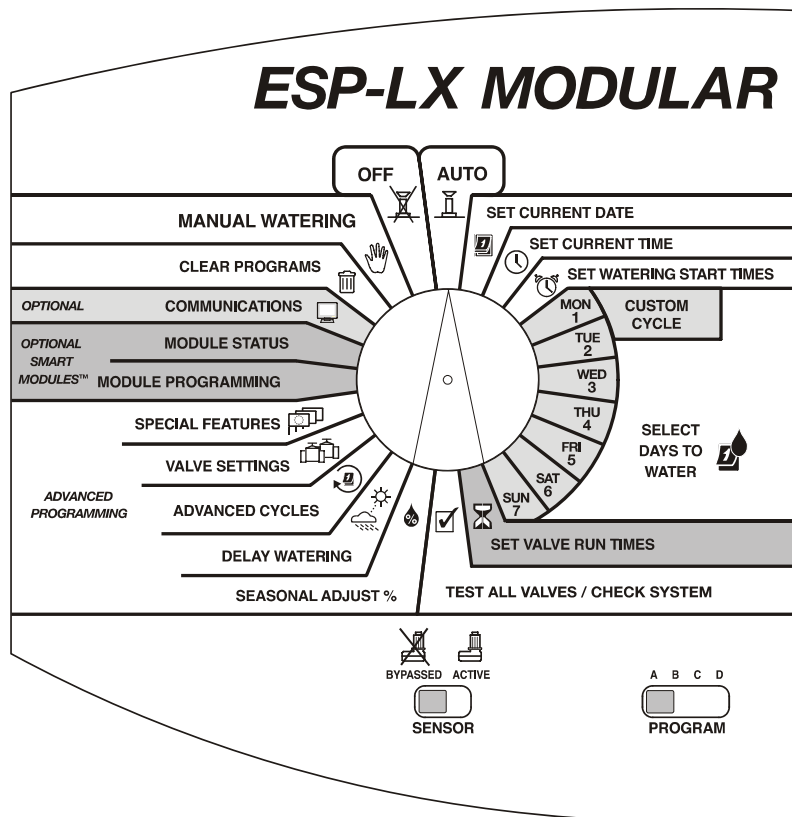 ESP-LX MODULAR
OFF
AUTO
MANUAL WATERING
CLEAR PROGRAMS
OPTIONAL
COMMUNICATIONS
OPTIONAL
SMART
MODULES™
MODULE STATUS
MODULE PROGRAMMING
SPECIAL FEATURES
VALVE SETTINGS
ADVANCED
PROGRAMMING
ADVANCED CYCLES
DELAY WATERING
SEASONAL ADJUST %
SET CURRENT DATE
SET CURRENT TIME
SET WATERING START TIMES
CUSTOM
CYCLE
MON
1
TUE
2
WED
3
THU
4
FRI
5
SAT
6
SUN
7
SELECT
DAYS TO
WATER
1
SET VALVE RUN TIMES
TEST ALL VALVES / CHECK SYSTEM
BYPASSED ACTIVE
SENSOR
A B C D
PROGRAM